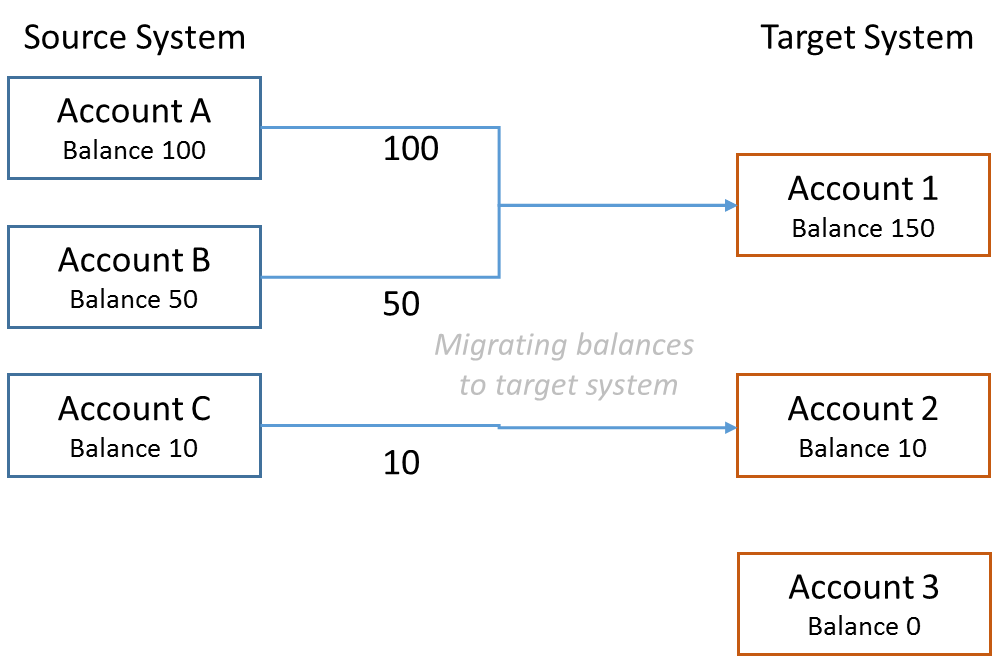 Source System
Target System
Account A
Balance 100
100
Account 1
Balance 150
Account B
Balance 50
50
Migrating balances
to target system
Account C
Balance 10
10
Account 2
Balance 10
Account 3
Balance 0